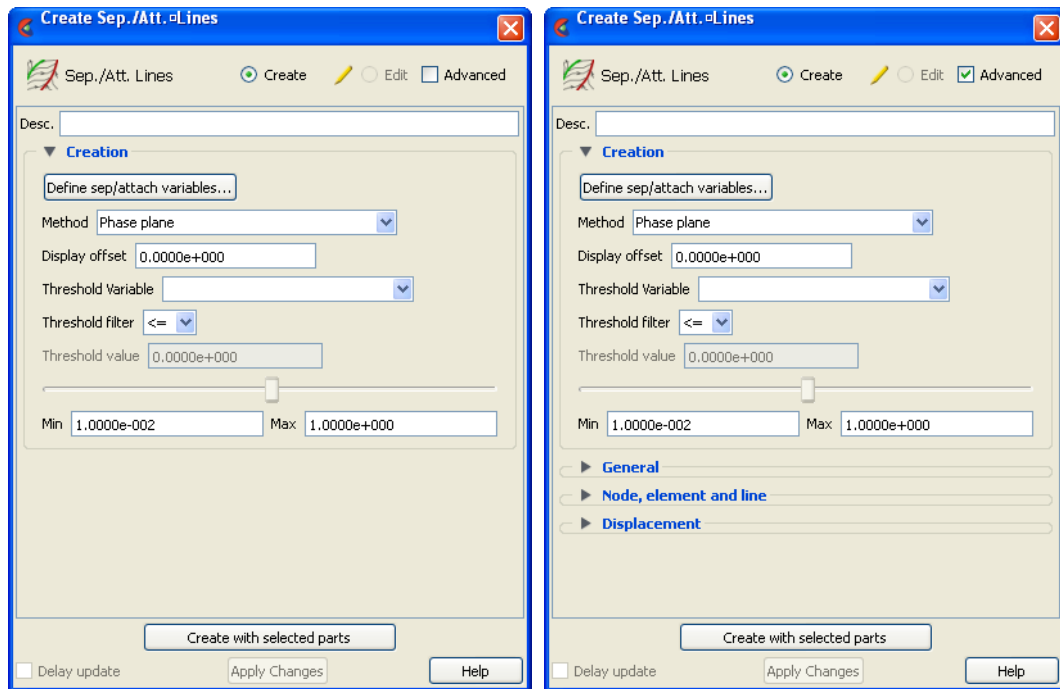 Create Sep./Att.▫Lines
Sep./Att. Lines Create Edit Advanced
Desc.
Creation
Define sep/attach variables...
Method Phase plane
Display offset 0.0000e+000
Threshold Variable
Threshold filter <=
Threshold value 0.0000e+000
Min 1.0000e-002 Max 1.0000e+000
Create with selected parts
Delay update Apply Changes Help
Create Sep./Att.▫Lines
Sep./Att. Lines Create Edit Advanced
Desc.
Creation
Define sep/attach variables...
Method Phase plane
Display offset 0.0000e+000
Threshold Variable
Threshold filter <=
Threshold value 0.0000e+000
Min 1.0000e-002 Max 1.0000e+000
General
Node, element and line
Displacement
Create with selected parts
Delay update Apply Changes Help